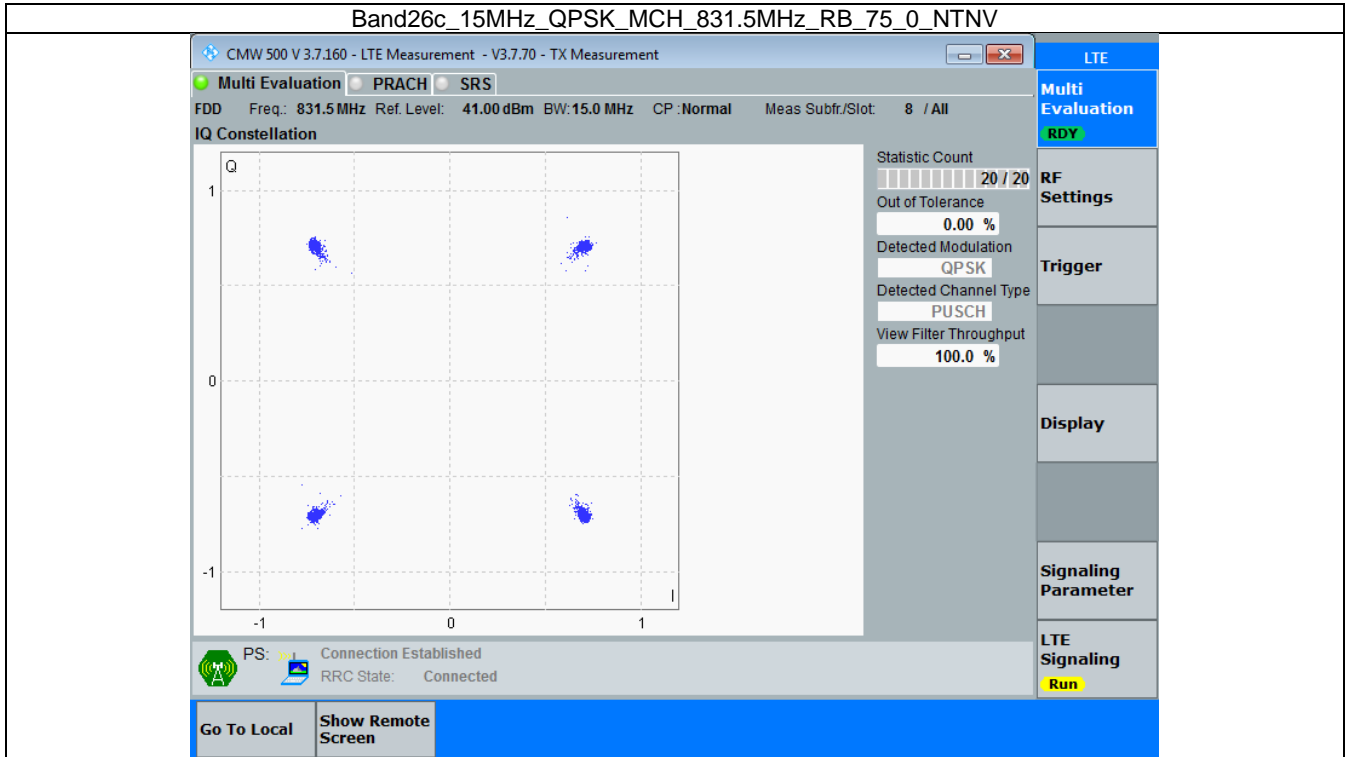 Band26c_15MHz_QPSK_MCH_831.5MHz_RB_75_0_NTNV
CMW 500 V 3.7.160 - LTE Measurement - V3.7.70 - TX Measurement
LTE
Multi Evaluation PRACH SRS
Multi
Evaluation
RDY
FDD Freq.: 831.5 MHz Ref. Level: 41.00 dBm BW: 15.0 MHz CP : Normal Meas Subfr./Slot: 8 / All
IQ Constellation
Q
1
0
-1
I
-1 0 1
Statistic Count
20 / 20
Out of Tolerance
0.00 %
Detected Modulation
QPSK
Detected Channel Type
PUSCH
View Filter Throughput
100.0 %
RF
Settings
Trigger
Display
Signaling
Parameter
LTE
Signaling
Run
PS: Connection Established
RRC State: Connected
Go To Local
Show Remote
Screen